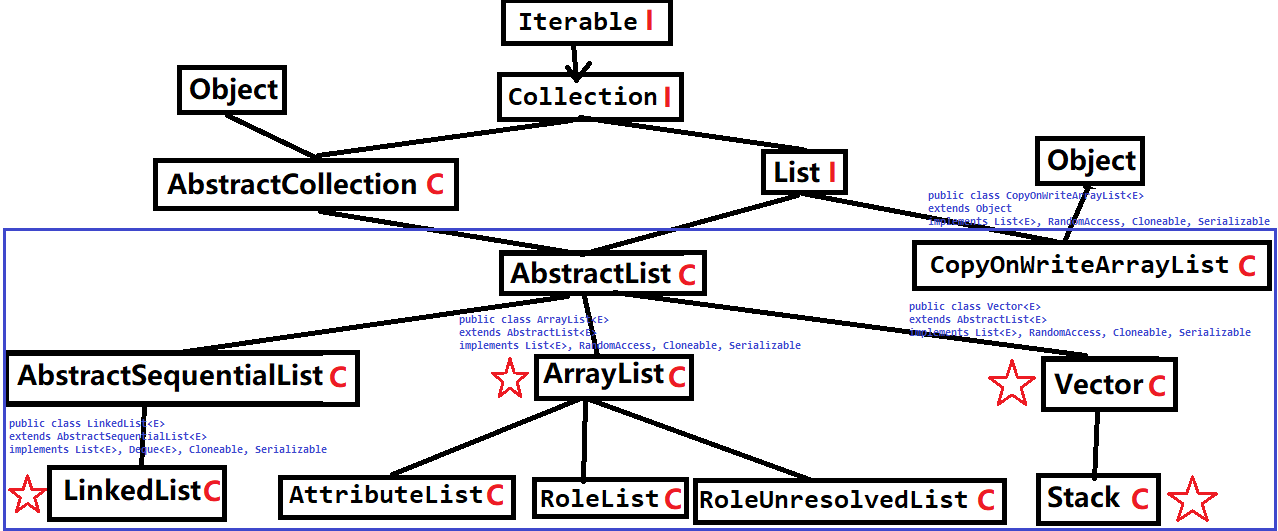 Iterable I
Object
Collection I
AbstractCollection C
List I
Object
public class CopyOnWriteArrayList<E>
extends Object
implements List<E>, RandomAccess, Cloneable, Serializable
AbstractList C
CopyOnWriteArrayList C
public class ArrayList<E>
extends AbstractList<E>
implements List<E>, RandomAccess, Cloneable, Serializable
public class Vector<E>
extends AbstractList<E>
implements List<E>, RandomAccess, Cloneable, Serializable
AbstractSequentialList C
ArrayList C
Vector C
public class LinkedList<E>
extends AbstractSequentialList<E>
implements List<E>, Deque<E>, Cloneable, Serializable
LinkedList C
AttributeList C
RoleList C
RoleUnresolvedList C
Stack C